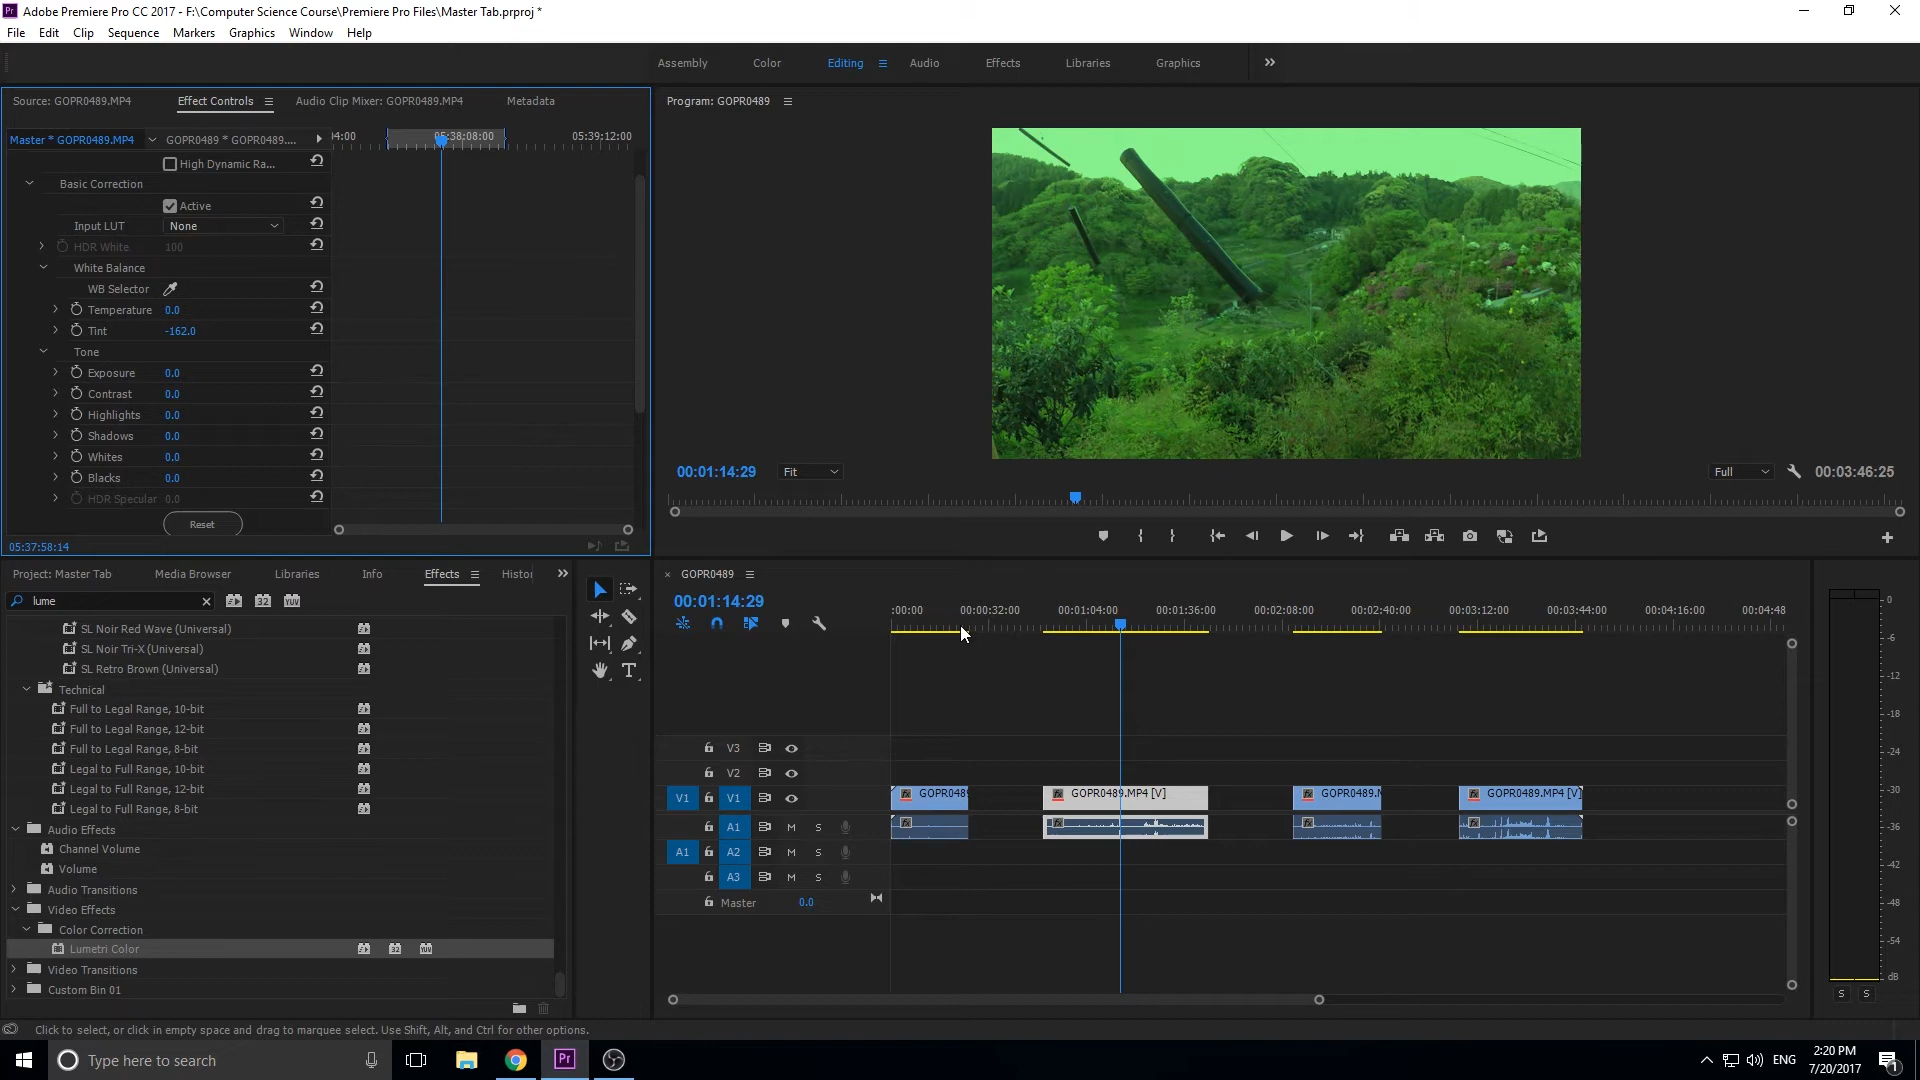 Adobe Premiere Pro CC 2017 - F:\Computer Science Course\Premiere Pro Files\Master Tab.prproj *
File Edit Clip Sequence Markers Graphics Window Help
Assembly Color Editing Audio Effects Libraries Graphics
Source: GOPR0489.MP4 Effect Controls Audio Clip Mixer: GOPR0489.MP4 Metadata
Master * GOPR0489.MP4 GOPR0489 * GOPR0489....
04:00 05:38:08:00 05:39:12:00
High Dynamic Ra...
Basic Correction
Active
Input LUT None
HDR White 100
White Balance
WB Selector
Temperature 0.0
Tint -162.0
Tone
Exposure 0.0
Contrast 0.0
Highlights 0.0
Shadows 0.0
Whites 0.0
Blacks 0.0
HDR Specular 0.0
Reset
05:37:58:14
Program: GOPR0489
00:01:14:29 Fit Full 00:03:46:25
Project: Master Tab Media Browser Libraries Info Effects Histor
lume
32 YUV
SL Noir Red Wave (Universal)
SL Noir Tri-X (Universal)
SL Retro Brown (Universal)
Technical
Full to Legal Range, 10-bit
Full to Legal Range, 12-bit
Full to Legal Range, 8-bit
Legal to Full Range, 10-bit
Legal to Full Range, 12-bit
Legal to Full Range, 8-bit
Audio Effects
Channel Volume
Volume
Audio Transitions
Video Effects
Color Correction
Lumetri Color
Video Transitions
Custom Bin 01
GOPR0489
00:01:14:29
:00:00 00:00:32:00 00:01:04:00 00:01:36:00 00:02:08:00 00:02:40:00 00:03:12:00 00:03:44:00 00:04:16:00 00:04:48
V3
V2
V1 V1 GOPR0489 GOPR0489.MP4 [V] GOPR0489.M GOPR0489.MP4 [V]
A1 M S
A1 A2 M S
A3 M S
Master 0.0
0
-6
-12
-18
-24
-30
-36
-42
-48
-54
dB
S S
Click to select, or click in empty space and drag to marquee select. Use Shift, Alt, and Ctrl for other options.
Type here to search
ENG
2:20 PM
7/20/2017
1